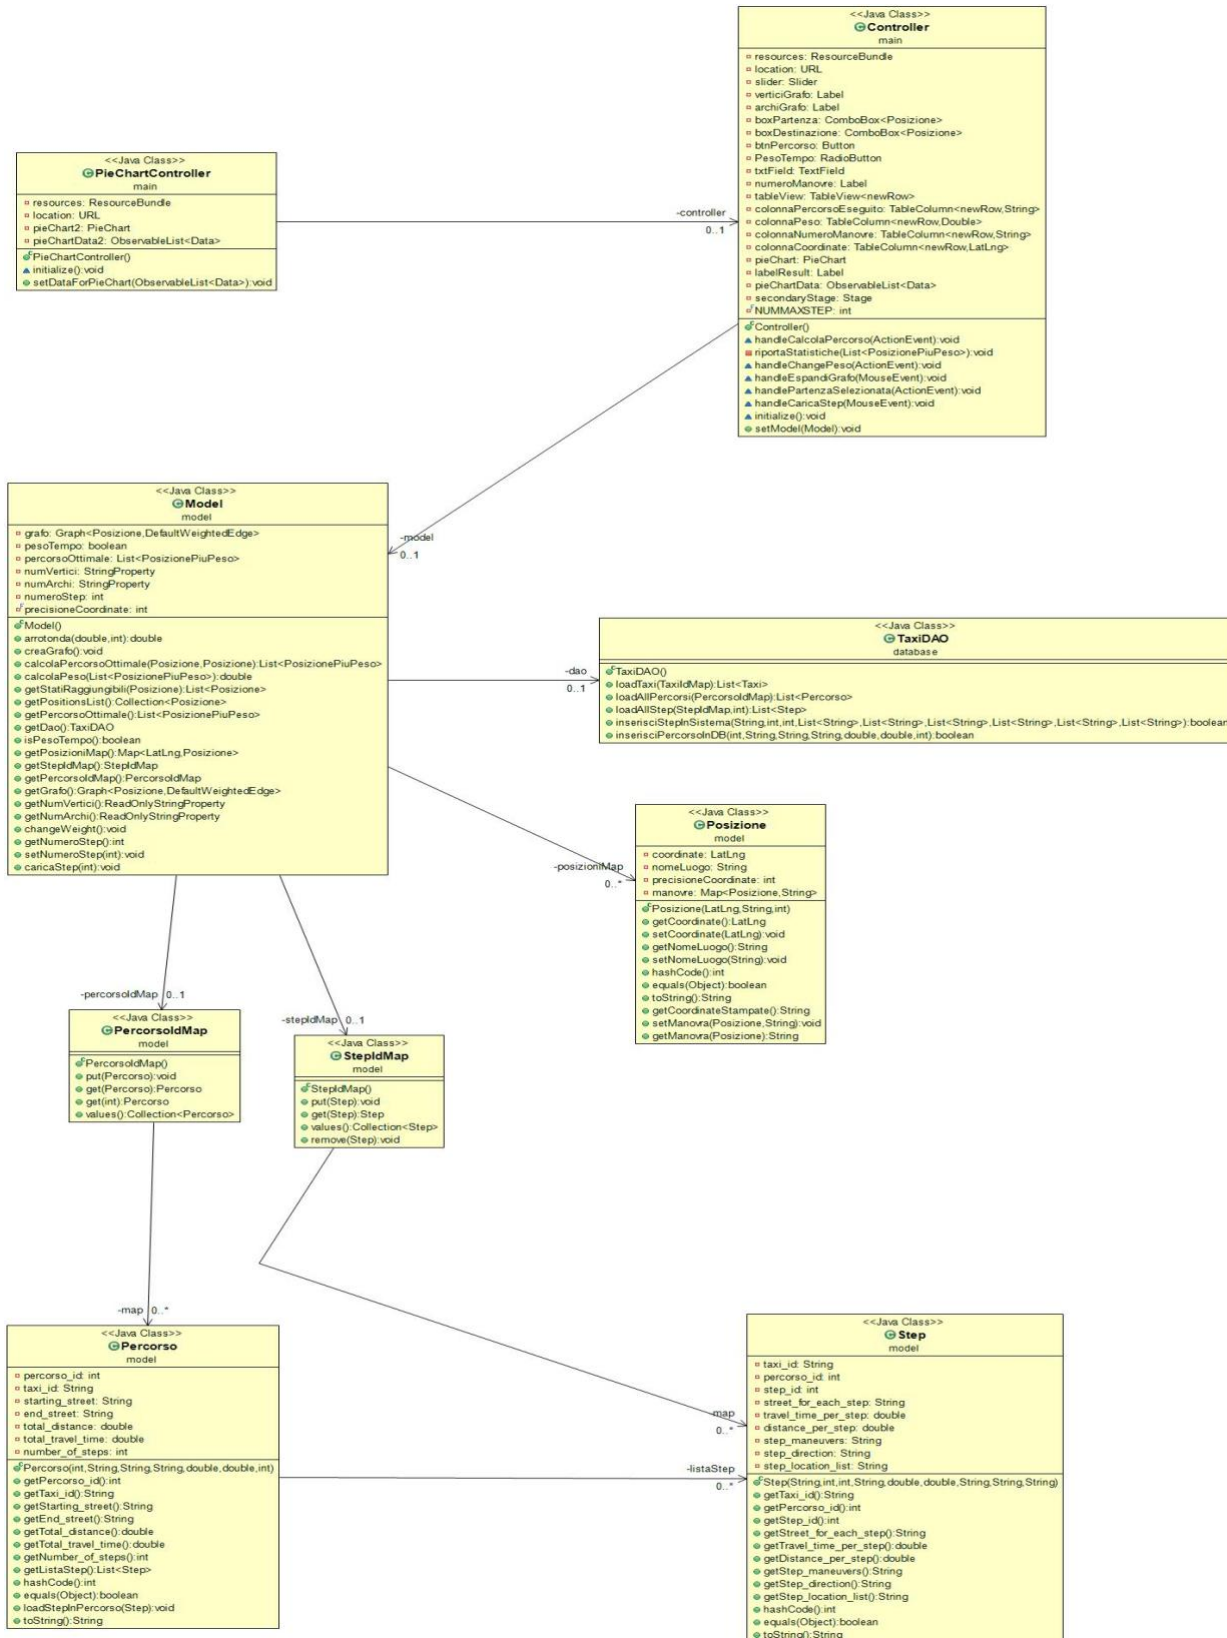 <<Java Class>>
Controller
main
resources: ResourceBundle
location: URL
slider: Slider
verticiGrafo: Label
archiGrafo: Label
boxPartenza: ComboBox<Posizione>
boxDestinazione: ComboBox<Posizione>
btnPercorso: Button
PesoTempo: RadioButton
txtField: TextField
numeroManovre: Label
tableView: TableView<newRow>
colonnaPercorsoEseguito: TableColumn<newRow,String>
colonnaPeso: TableColumn<newRow,Double>
colonnaNumeroManovre: TableColumn<newRow,String>
colonnaCoordinate: TableColumn<newRow,LatLng>
pieChart: PieChart
labelResult: Label
pieChartData: ObservableList<Data>
secondaryStage: Stage
NUMMAXSTEP: int
Controller()
handleCalcolaPercorso(ActionEvent):void
riportaStatistiche(List<PosizionePiuPeso>):void
handleChangePeso(ActionEvent):void
handleEspandiGrafo(MouseEvent):void
handlePartenzaSelezionata(ActionEvent):void
handleCaricaStep(MouseEvent):void
initialize():void
setModel(Model):void
<<Java Class>>
PieChartController
main
resources: ResourceBundle
location: URL
pieChart2: PieChart
pieChartData2: ObservableList<Data>
PieChartController()
initialize():void
setDataForPieChart(ObservableList<Data>):void
-controller
0..1
<<Java Class>>
Model
model
grafo: Graph<Posizione,DefaultWeightedEdge>
pesoTempo: boolean
percorsoOttimale: List<PosizionePiuPeso>
numVertici: StringProperty
numArchi: StringProperty
numeroStep: int
precisioneCoordinate: int
Model()
arrotonda(double,int):double
creaGrafo():void
calcolaPercorsoOttimale(Posizione,Posizione):List<PosizionePiuPeso>
calcolaPeso(List<PosizionePiuPeso>):double
getStatiRaggiungibili(Posizione):List<Posizione>
getPositionsList():Collection<Posizione>
getPercorsoOttimale():List<PosizionePiuPeso>
getDao():TaxiDAO
isPesoTempo():boolean
getPosizioniMap():Map<LatLng,Posizione>
getStepIdMap():StepIdMap
getPercorsoIdMap():PercorsoIdMap
getGrafo():Graph<Posizione,DefaultWeightedEdge>
getNumVertici():ReadOnlyStringProperty
getNumArchi():ReadOnlyStringProperty
changeWeight():void
getNumeroStep():int
setNumeroStep(int):void
caricaStep(int):void
-model
0..1
-dao
0..1
<<Java Class>>
TaxiDAO
database
TaxiDAO()
loadTaxi(TaxiIdMap):List<Taxi>
loadAllPercorsi(PercorsoIdMap):List<Percorso>
loadAllStep(StepIdMap,int):List<Step>
inserisciStepInSistema(String,int,int,List<String>,List<String>,List<String>,List<String>,List<String>,List<String>):boolean
inserisciPercorsoInDB(int,String,String,String,double,double,int):boolean
-posizioniMap
0..*
<<Java Class>>
Posizione
model
coordinate: LatLng
nomeLuogo: String
precisioneCoordinate: int
manovre: Map<Posizione,String>
Posizione(LatLng,String,int)
getCoordinate():LatLng
setCoordinate(LatLng):void
getNomeLuogo():String
setNomeLuogo(String):void
hashCode():int
equals(Object):boolean
toString():String
getCoordinateStampate():String
setManovra(Posizione,String):void
getManovra(Posizione):String
-percorsoIdMap 0..1
<<Java Class>>
PercorsoIdMap
model
PercorsoIdMap()
put(Percorso):void
get(Percorso):Percorso
get(int):Percorso
values():Collection<Percorso>
-stepIdMap 0..1
<<Java Class>>
StepIdMap
model
StepIdMap()
put(Step):void
get(Step):Step
values():Collection<Step>
remove(Step):void
-map 0..*
<<Java Class>>
Percorso
model
percorso_id: int
taxi_id: String
starting_street: String
end_street: String
total_distance: double
total_travel_time: double
number_of_steps: int
Percorso(int,String,String,String,double,double,int)
getPercorso_id():int
getTaxi_id():String
getStarting_street():String
getEnd_street():String
getTotal_distance():double
getTotal_travel_time():double
getNumber_of_steps():int
getListaStep():List<Step>
hashCode():int
equals(Object):boolean
loadStepInPercorso(Step):void
toString():String
-map
0..*
-listaStep
0..*
<<Java Class>>
Step
model
taxi_id: String
percorso_id: int
step_id: int
street_for_each_step: String
travel_time_per_step: double
distance_per_step: double
step_maneuvers: String
step_direction: String
step_location_list: String
Step(String,int,int,String,double,double,String,String,String)
getTaxi_id():String
getPercorso_id():int
getStep_id():int
getStreet_for_each_step():String
getTravel_time_per_step():double
getDistance_per_step():double
getStep_maneuvers():String
getStep_direction():String
getStep_location_list():String
hashCode():int
equals(Object):boolean
toString():String